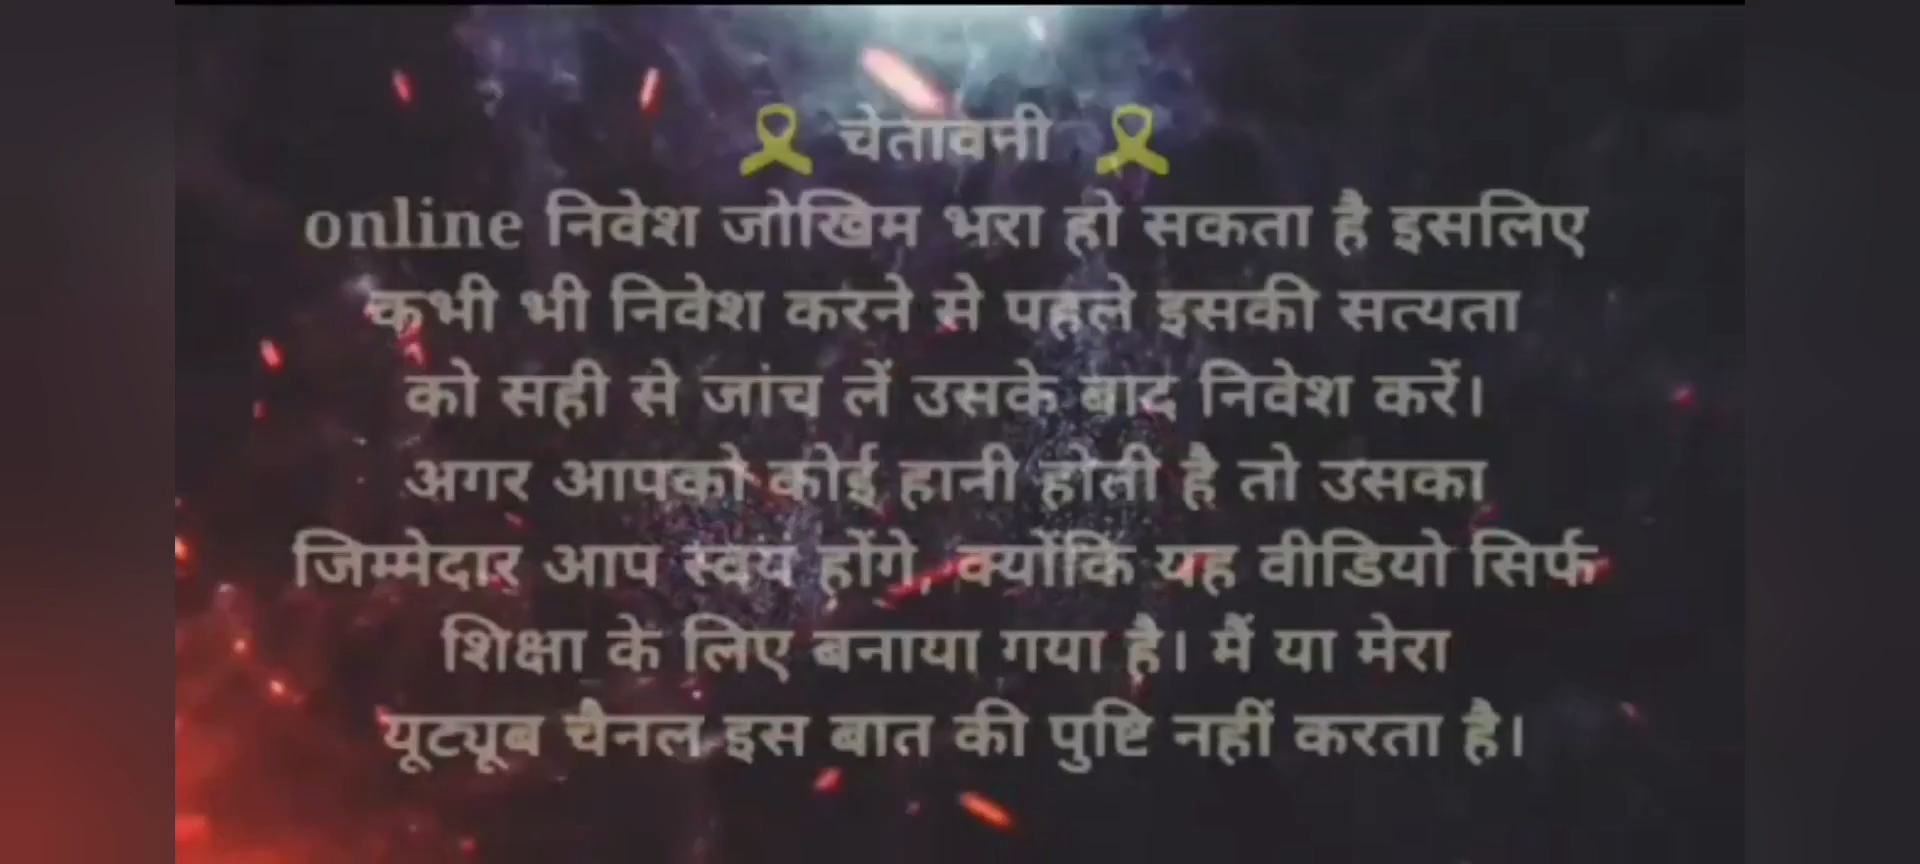 चेतावनी
online निवेश जोखिम भरा हो सकता है इसलिए
कभी भी निवेश करने से पहले इसकी सत्यता
को सही से जांच लें उसके बाद निवेश करें।
अगर आपको कोई हानी होती है तो उसका
जिम्मेदार आप स्वयं होंगे, क्योंकि यह वीडियो सिर्फ
शिक्षा के लिए बनाया गया है। मैं या मेरा
यूट्यूब चैनल इस बात की पुष्टि नहीं करता है।